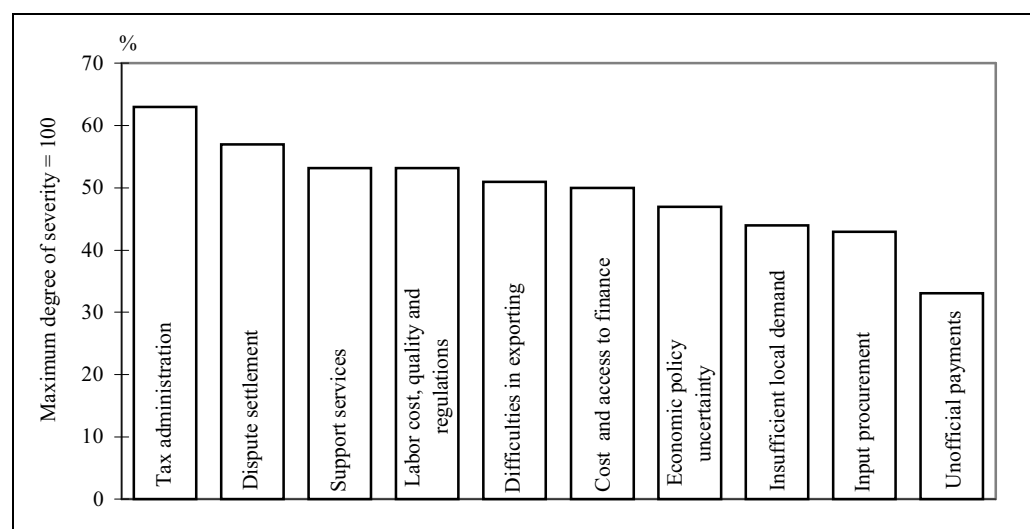 %
Maximum degree of severity = 100
70
60
50
40
30
20
10
0
Tax administration
Dispute settlement
Support services
Labor cost, quality and
regulations
Difficulties in exporting
Cost and access to finance
Economic policy
uncertainty
Insufficient local demand
Input procurement
Unofficial payments